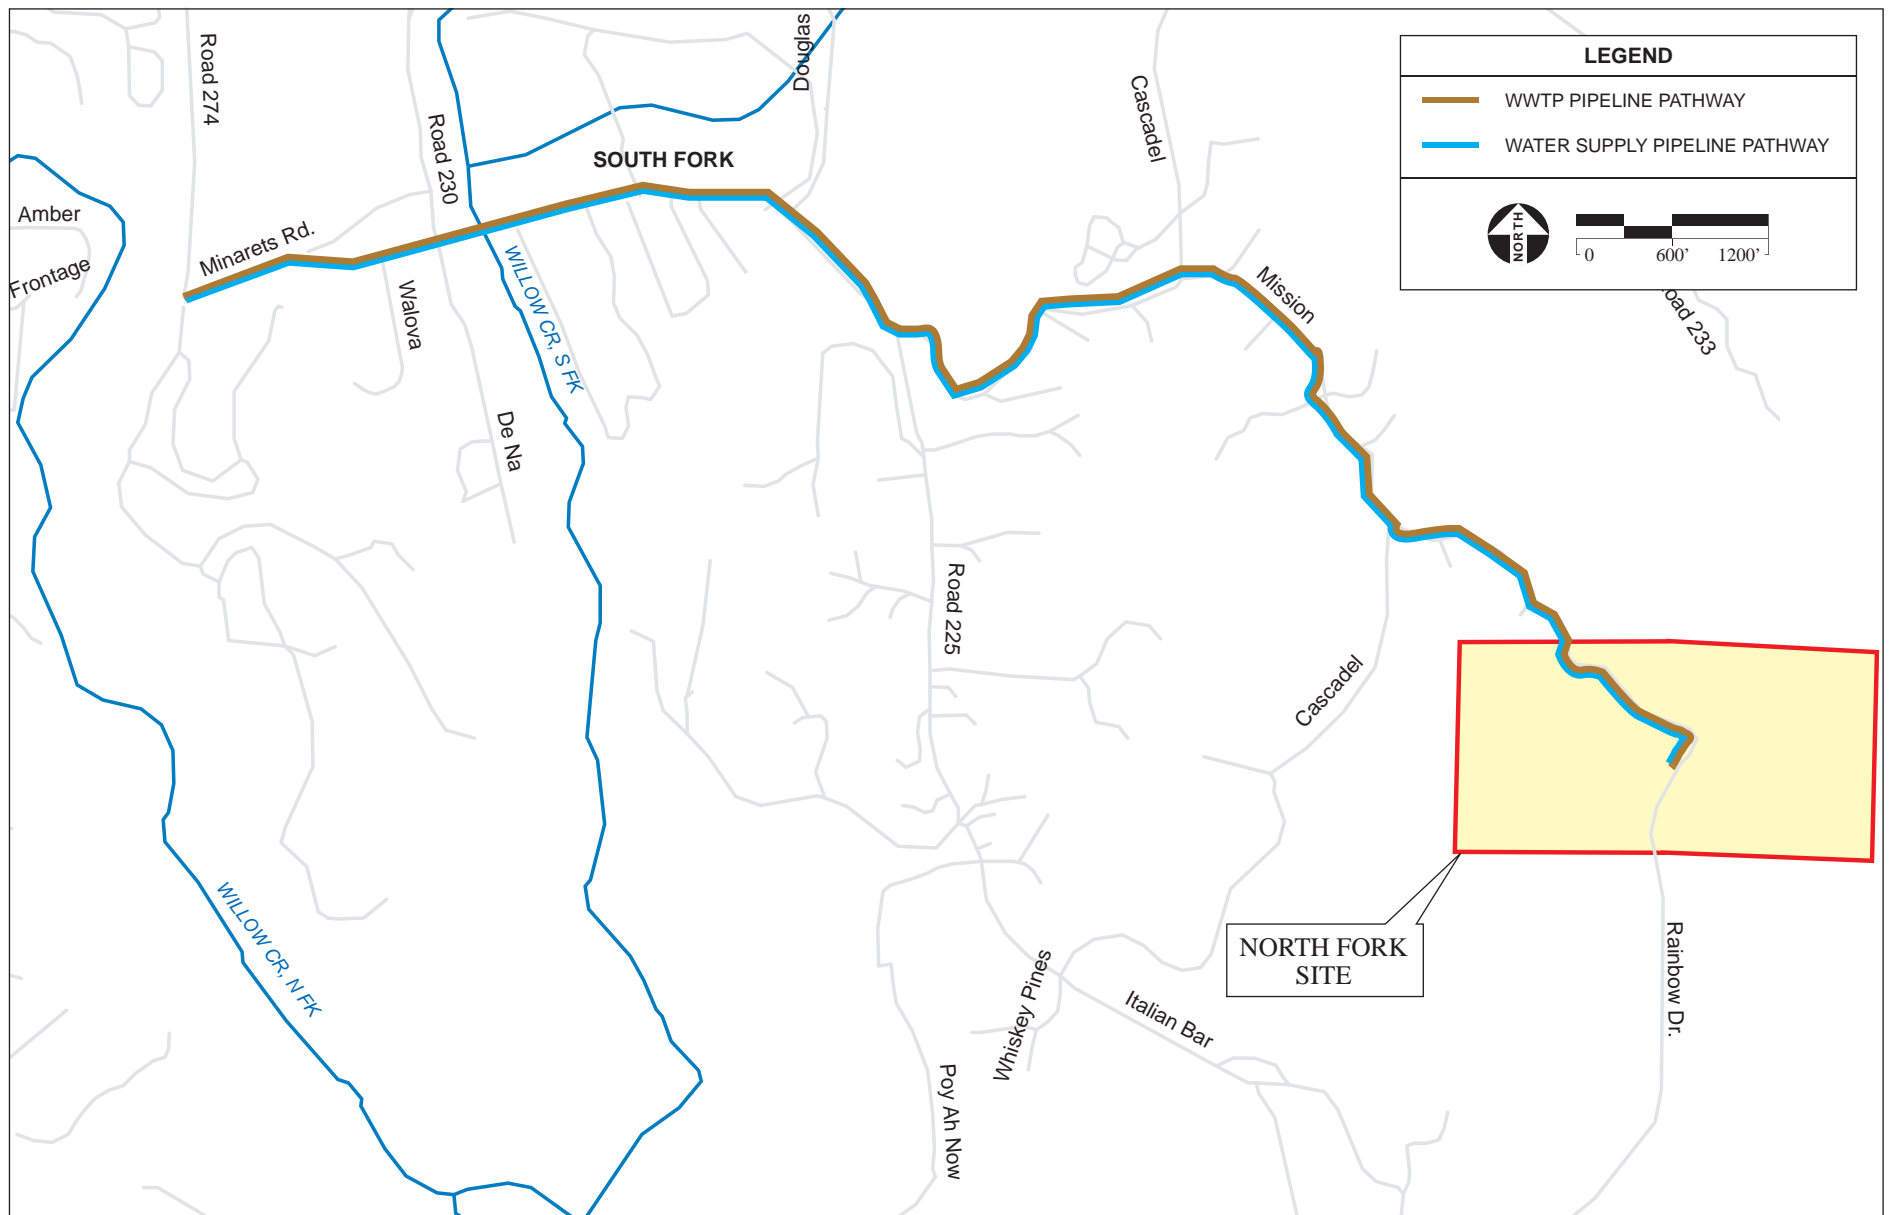 Road 274
Road 230
Douglas
Cascadel
LEGEND
WWTP PIPELINE PATHWAY
WATER SUPPLY PIPELINE PATHWAY
NORTH
0 600’ 1200’
SOUTH FORK
Amber
Frontage
Minarets Rd.
Walova
WILLOW CR, S FK
De Na
Mission
oad 233
Road 225
Cascadel
NORTH FORK
SITE
WILLOW CR, N FK
Whiskey Pines
Italian Bar
Rainbow Dr.
Poy Ah Now